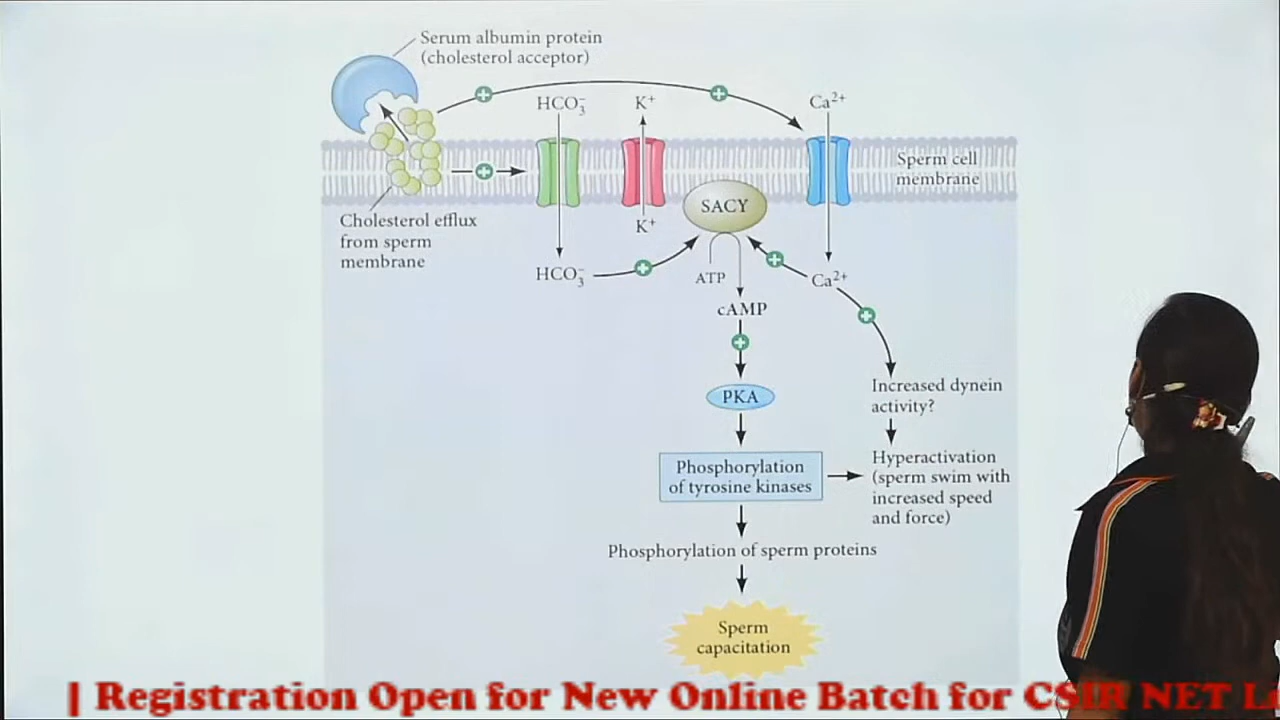 Serum albumin protein
(cholesterol acceptor)
HCO₃⁻
K⁺
Ca²⁺
Sperm cell
membrane
SACY
Cholesterol efflux
from sperm
membrane
K⁺
HCO₃⁻
ATP
Ca²⁺
cAMP
PKA
Increased dynein
activity?
Phosphorylation
of tyrosine kinases
Hyperactivation
(sperm swim with
increased speed
and force)
Phosphorylation of sperm proteins
Sperm
capacitation
| Registration Open for New Online Batch for CSIR NET